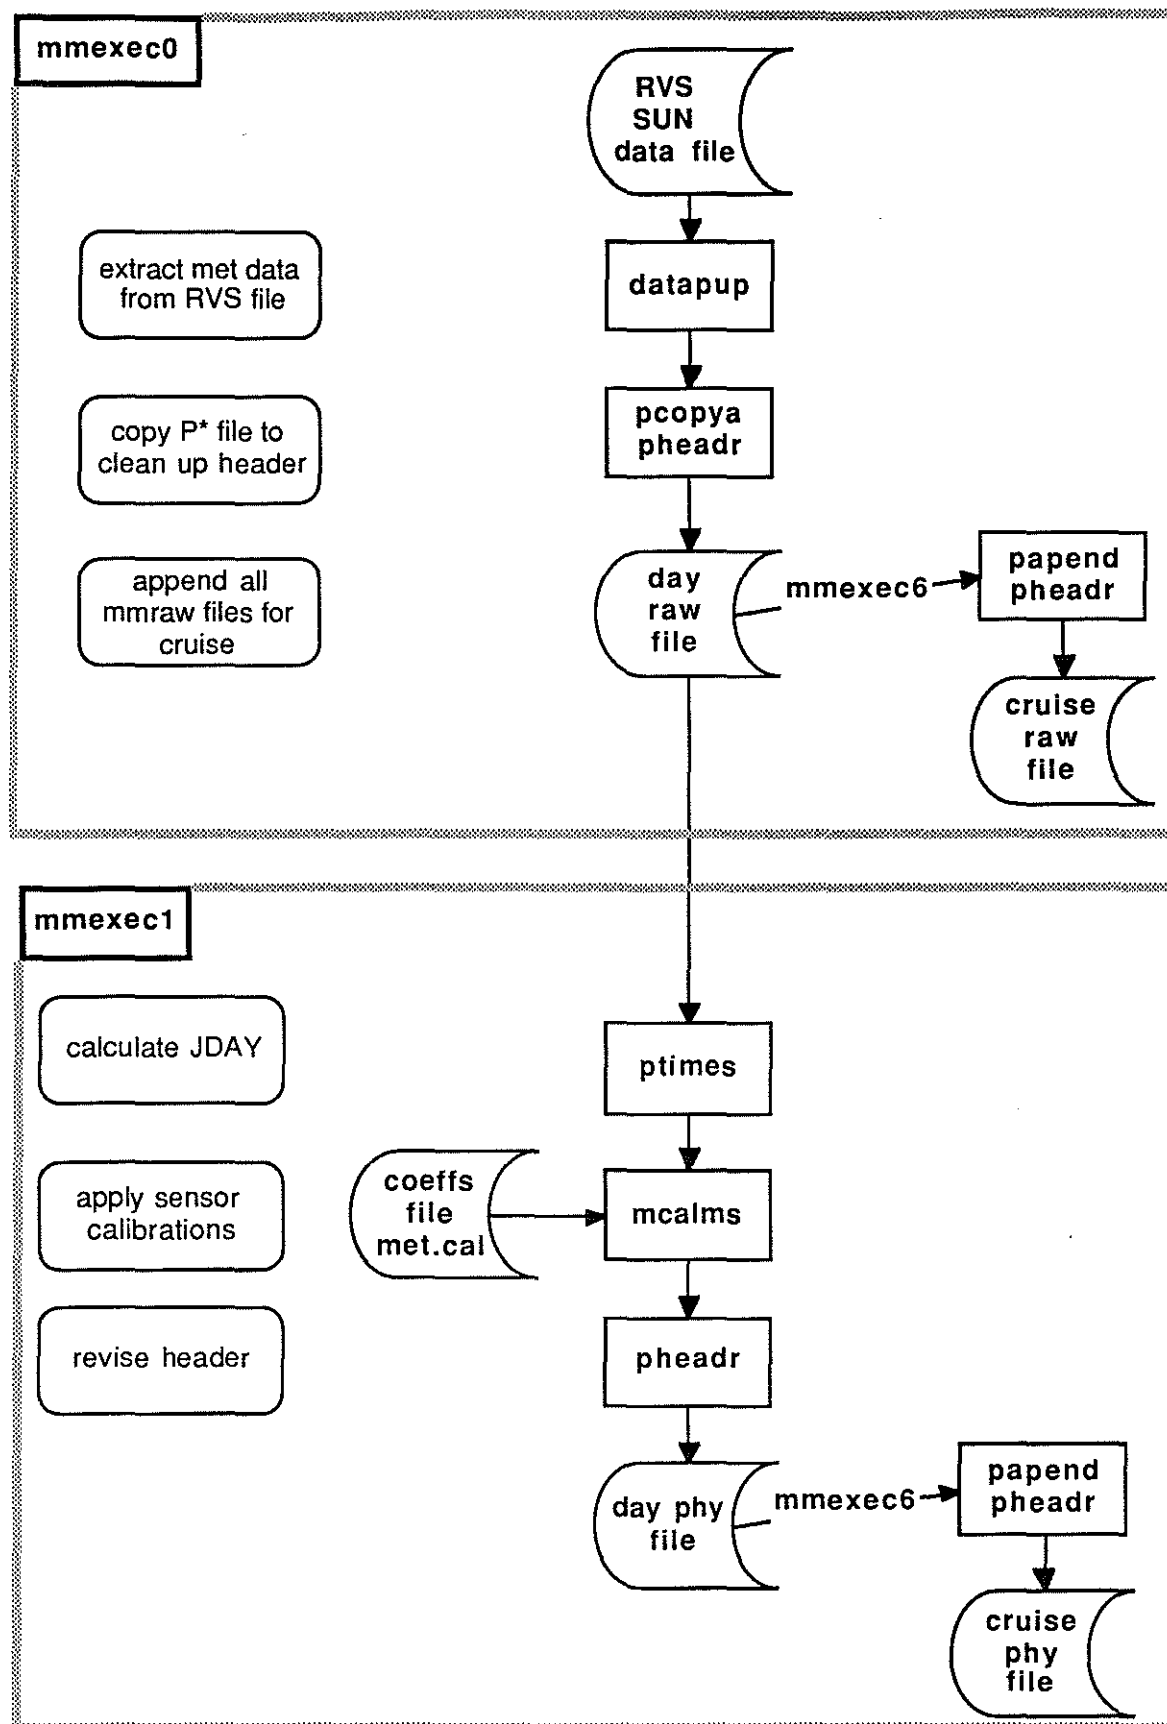 mmexec0
RVS
SUN
data file
extract met data
from RVS file
datapup
copy P* file to
clean up header
pcopya
pheadr
append all
mmraw files for
cruise
day
raw
file
mmexec6
papend
pheadr
cruise
raw
file
mmexec1
calculate JDAY
ptimes
apply sensor
calibrations
coeffs
file
met.cal
mcalms
revise header
pheadr
day phy
file
mmexec6
papend
pheadr
cruise
phy
file